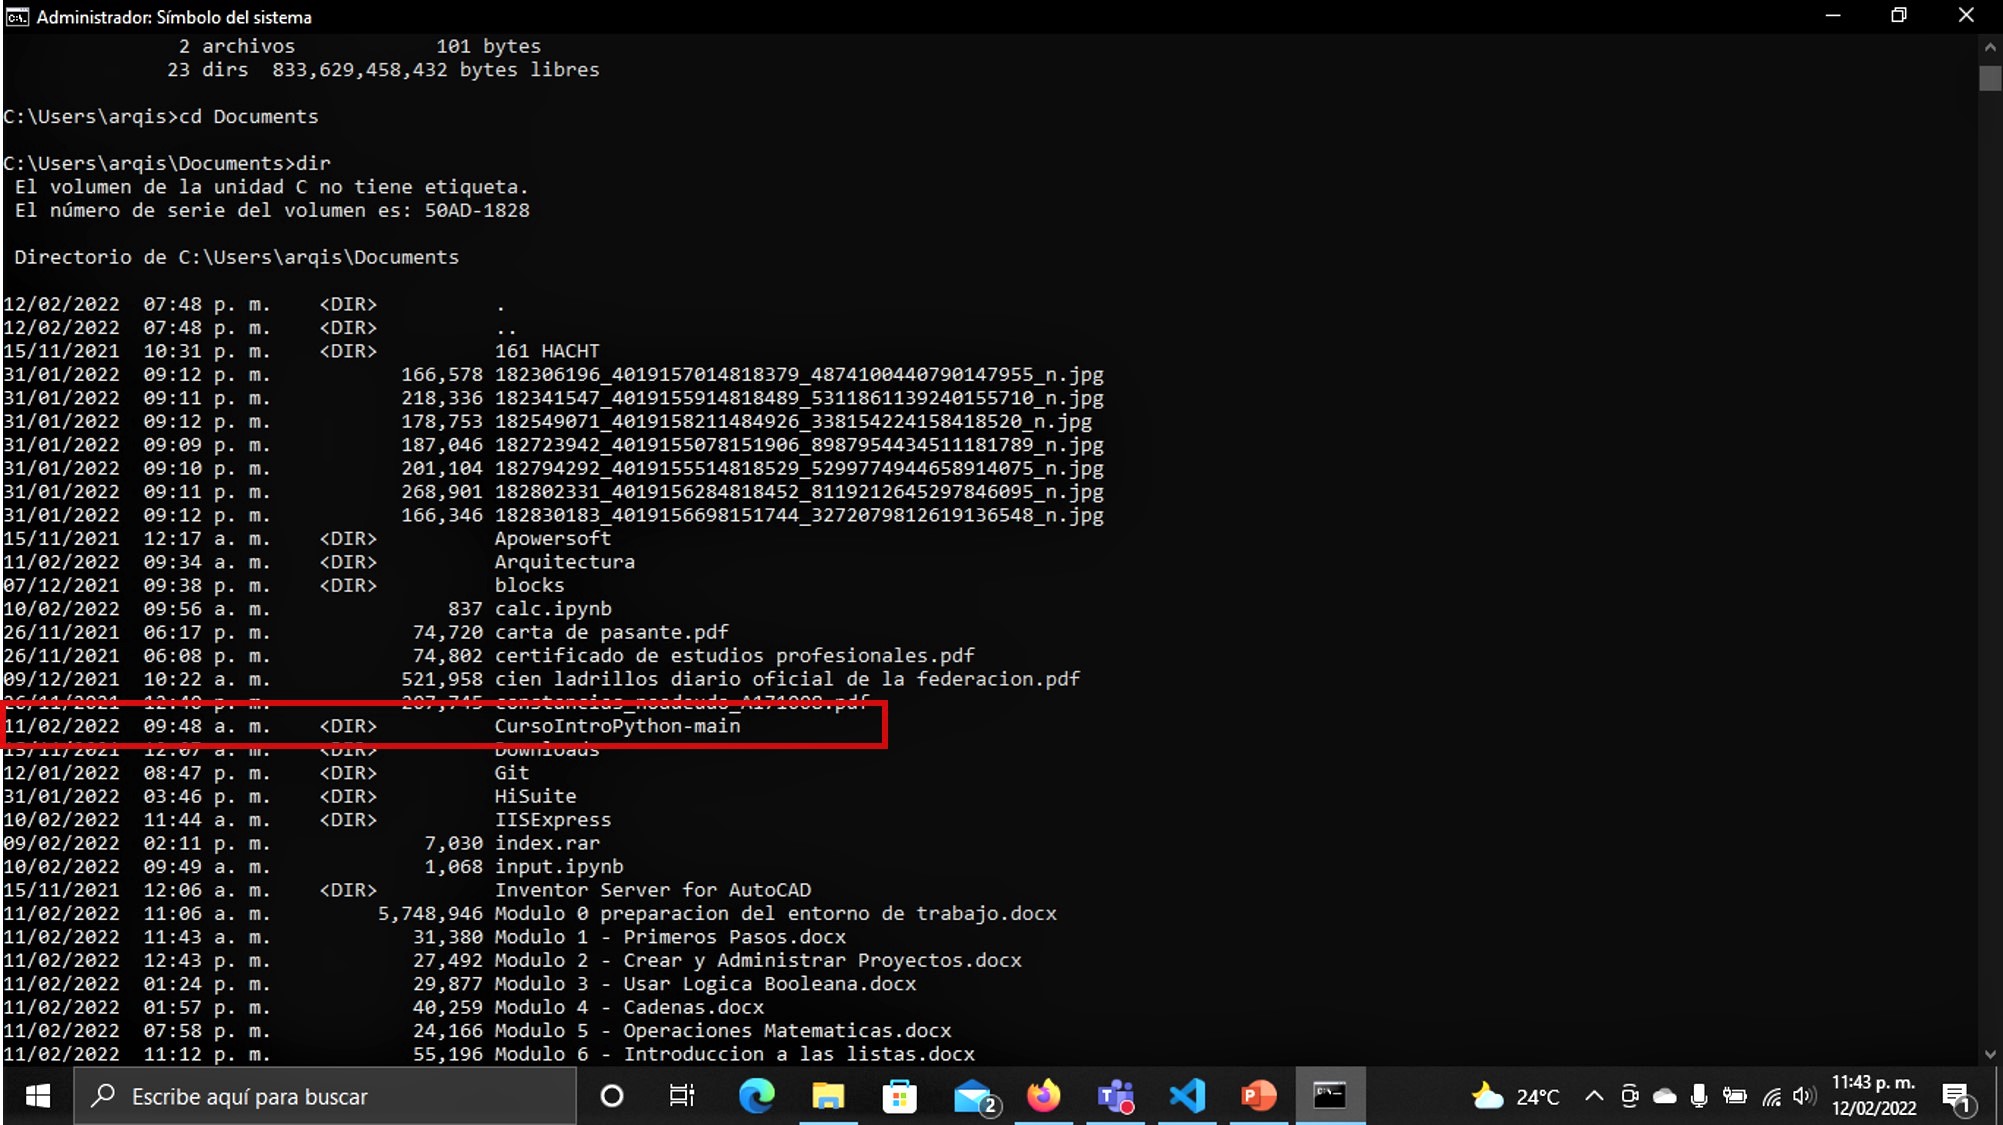 Administrador: Símbolo del sistema
2 archivos 101 bytes
23 dirs 833,629,458,432 bytes libres
C:\Users\arqis>cd Documents
C:\Users\arqis\Documents>dir
El volumen de la unidad C no tiene etiqueta.
El número de serie del volumen es: 50AD-1828
Directorio de C:\Users\arqis\Documents
12/02/2022 07:48 p. m. <DIR> .
12/02/2022 07:48 p. m. <DIR> ..
15/11/2021 10:31 p. m. <DIR> 161 HACHT
31/01/2022 09:12 p. m. 166,578 182306196_4019157014818379_4874100440790147955_n.jpg
31/01/2022 09:11 p. m. 218,336 182341547_4019155914818489_5311861139240155710_n.jpg
31/01/2022 09:12 p. m. 178,753 182549071_4019158211484926_338154224158418520_n.jpg
31/01/2022 09:09 p. m. 187,046 182723942_4019155078151906_8987954434511181789_n.jpg
31/01/2022 09:10 p. m. 201,104 182794292_4019155514818529_5299774944658914075_n.jpg
31/01/2022 09:11 p. m. 268,901 182802331_4019156284818452_8119212645297846095_n.jpg
31/01/2022 09:12 p. m. 166,346 182830183_4019156698151744_3272079812619136548_n.jpg
15/11/2021 12:17 a. m. <DIR> Apowersoft
11/02/2022 09:34 a. m. <DIR> Arquitectura
07/12/2021 09:38 p. m. <DIR> blocks
10/02/2022 09:56 a. m. 837 calc.ipynb
26/11/2021 06:17 p. m. 74,720 carta de pasante.pdf
26/11/2021 06:08 p. m. 74,802 certificado de estudios profesionales.pdf
09/12/2021 10:22 a. m. 521,958 cien ladrillos diario oficial de la federacion.pdf
26/11/2021 12:40 p. m. 207,745 constancias_noadeudo_A171008.pdf
11/02/2022 09:48 a. m. <DIR> CursoIntroPython-main
15/11/2021 12:07 a. m. <DIR> Downloads
12/01/2022 08:47 p. m. <DIR> Git
31/01/2022 03:46 p. m. <DIR> HiSuite
10/02/2022 11:44 a. m. <DIR> IISExpress
09/02/2022 02:11 p. m. 7,030 index.rar
10/02/2022 09:49 a. m. 1,068 input.ipynb
15/11/2021 12:06 a. m. <DIR> Inventor Server for AutoCAD
11/02/2022 11:06 a. m. 5,748,946 Modulo 0 preparacion del entorno de trabajo.docx
11/02/2022 11:43 a. m. 31,380 Modulo 1 - Primeros Pasos.docx
11/02/2022 12:43 p. m. 27,492 Modulo 2 - Crear y Administrar Proyectos.docx
11/02/2022 01:24 p. m. 29,877 Modulo 3 - Usar Logica Booleana.docx
11/02/2022 01:57 p. m. 40,259 Modulo 4 - Cadenas.docx
11/02/2022 07:58 p. m. 24,166 Modulo 5 - Operaciones Matematicas.docx
11/02/2022 11:12 p. m. 55,196 Modulo 6 - Introduccion a las listas.docx
Escribe aquí para buscar
2
24°C
11:43 p. m.
12/02/2022
1